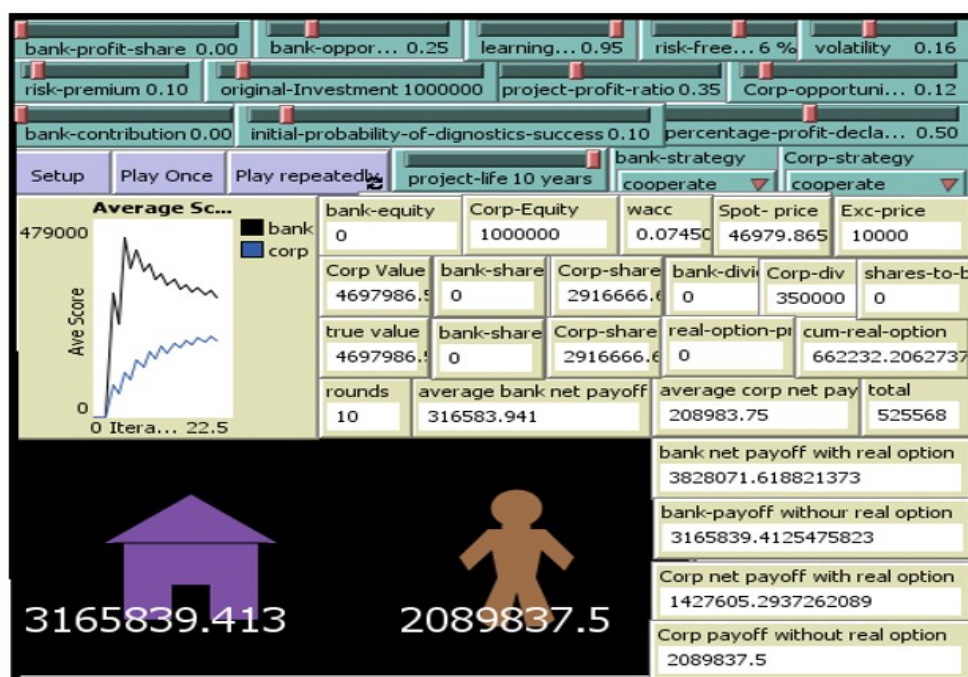 bank-profit-share 0.00
bank-oppor... 0.25
learning... 0.95
risk-free... 6 %
volatility 0.16
risk-premium 0.10
original-Investment 1000000
project-profit-ratio 0.35
Corp-opportuni... 0.12
bank-contribution 0.00
initial-probability-of-dignostics-success 0.10
percentage-profit-decla... 0.50
Setup
Play Once
Play repeatedly
project-life 10 years
bank-strategy
cooperate
Corp-strategy
cooperate
Average Sc...
479000
Ave Score
0
0 Itera... 22.5
bank
corp
bank-equity
0
Corp-Equity
1000000
wacc
0.0745
Spot- price
46979.865
Exc-price
10000
Corp Value
4697986.5
bank-share
0
Corp-share
2916666.6
bank-divi
0
Corp-div
350000
shares-to-b
0
true value
4697986.5
bank-share
0
Corp-share
2916666.6
real-option-pr
0
cum-real-option
662232.2062737
rounds
10
average bank net payoff
316583.941
average corp net pay
208983.75
total
525568
bank net payoff with real option
3828071.618821373
bank-payoff withour real option
3165839.4125475823
Corp net payoff with real option
1427605.2937262089
Corp payoff without real option
2089837.5
3165839.413
2089837.5